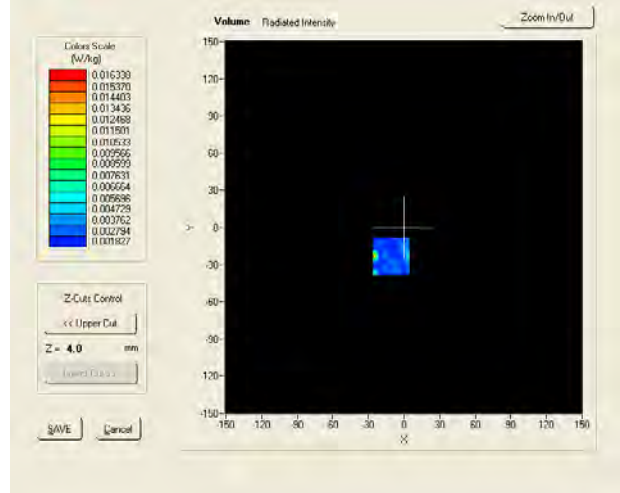 Volume Radiated Intensity
Zoom In/Out
Colors Scale
(W/kg)
0.016338
0.015370
0.014403
0.013436
0.012468
0.011501
0.010533
0.009566
0.008599
0.007631
0.006664
0.005696
0.004729
0.003762
0.002794
0.001827
150-
120-
90-
60-
30-
0-
-30-
-60-
-90-
-120-
-150-
Y
-150 -120 -90 -60 -30 0 30 60 90 120 150
X
Z-Cuts Control
<< Upper Cut
Z = 4.0 mm
SAVE
Cancel